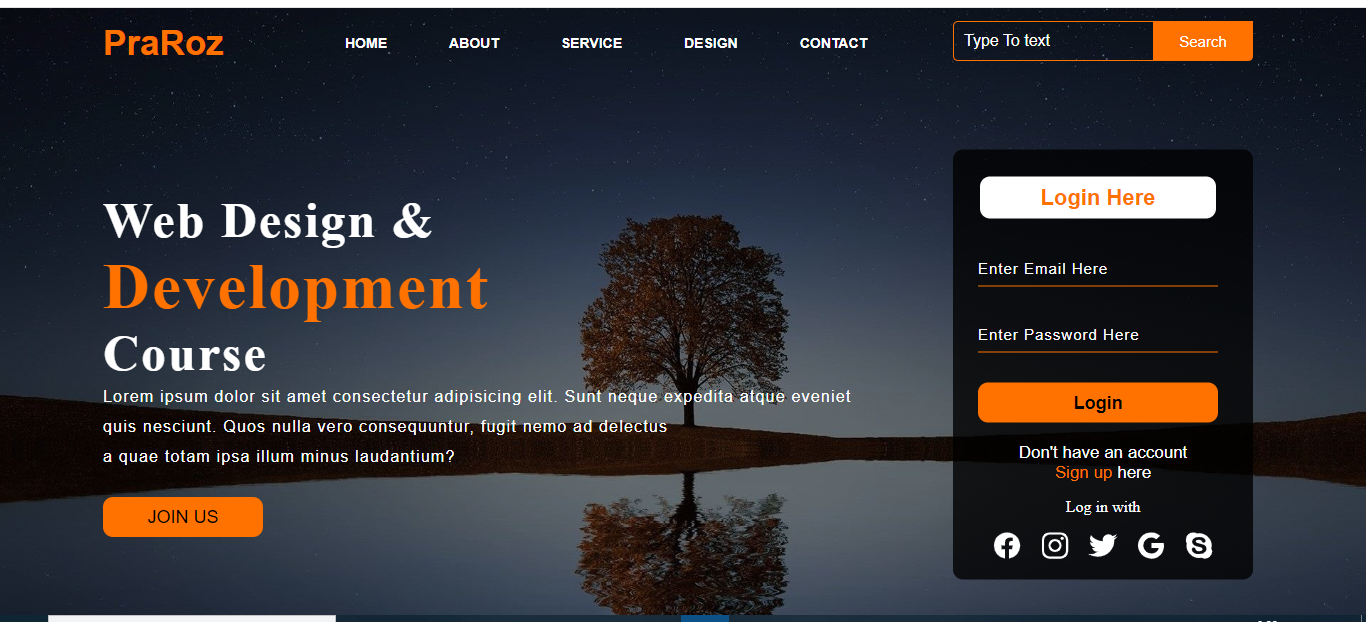 PraRoz
HOME ABOUT SERVICE DESIGN CONTACT
Type To text Search
Web Design &
Development
Course
Lorem ipsum dolor sit amet consectetur adipisicing elit. Sunt neque expedita atque eveniet
quis nesciunt. Quos nulla vero consequuntur, fugit nemo ad delectus
a quae totam ipsa illum minus laudantium?
JOIN US
Login Here
Enter Email Here
Enter Password Here
Login
Don't have an account
Sign up here
Log in with